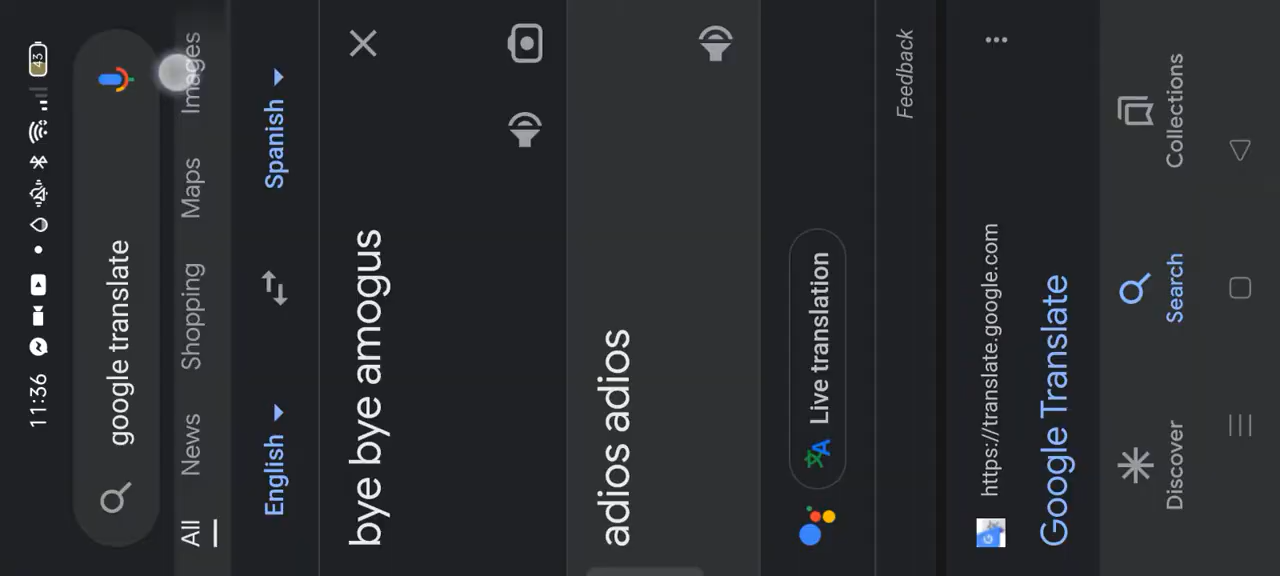 11:36
43
google translate
All News Shopping Maps Images
English Spanish
bye bye amogus
adios adios
Live translation
Feedback
https://translate.google.com
Google Translate
Discover Search Collections